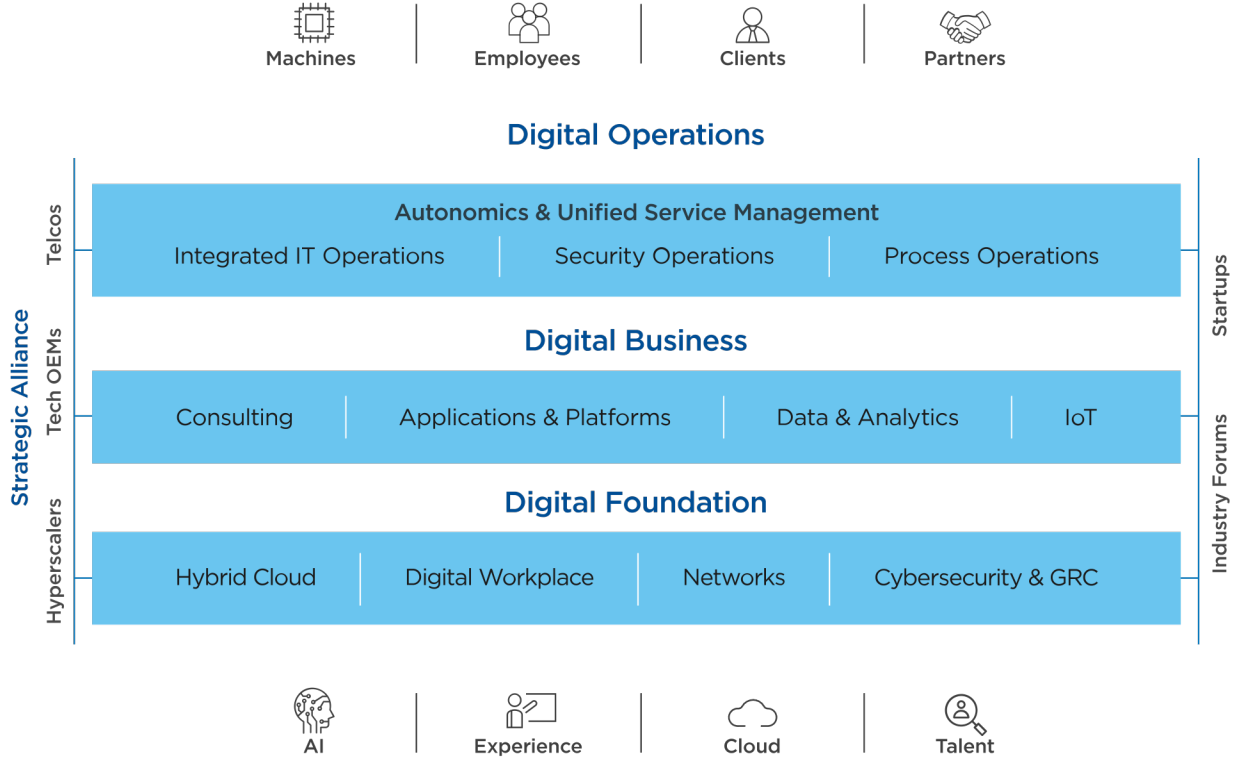 Machines
Employees
Clients
Partners
Digital Operations
Autonomics & Unified Service Management
Integrated IT Operations
Security Operations
Process Operations
Digital Business
Consulting
Applications & Platforms
Data & Analytics
IoT
Digital Foundation
Hybrid Cloud
Digital Workplace
Networks
Cybersecurity & GRC
Strategic Alliance
Telcos
Tech OEMs
Hyperscalers
Startups
Industry Forums
AI
Experience
Cloud
Talent